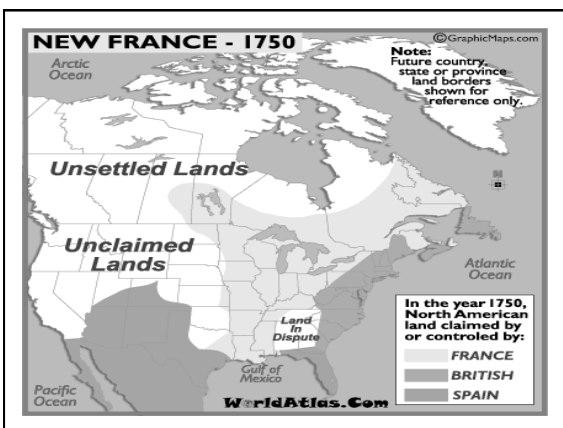 NEW FRANCE - 1750
©GraphicMaps.com
Arctic
Ocean
Note:
Future country,
state or province
land borders
shown for
reference only.
Unsettled Lands
N
Unclaimed
Lands
Atlantic
Ocean
Land
In
Dispute
In the year 1750,
North American
land claimed by
or controled by:
FRANCE
BRITISH
SPAIN
Gulf of
Mexico
Pacific
Ocean
WorldAtlas.Com